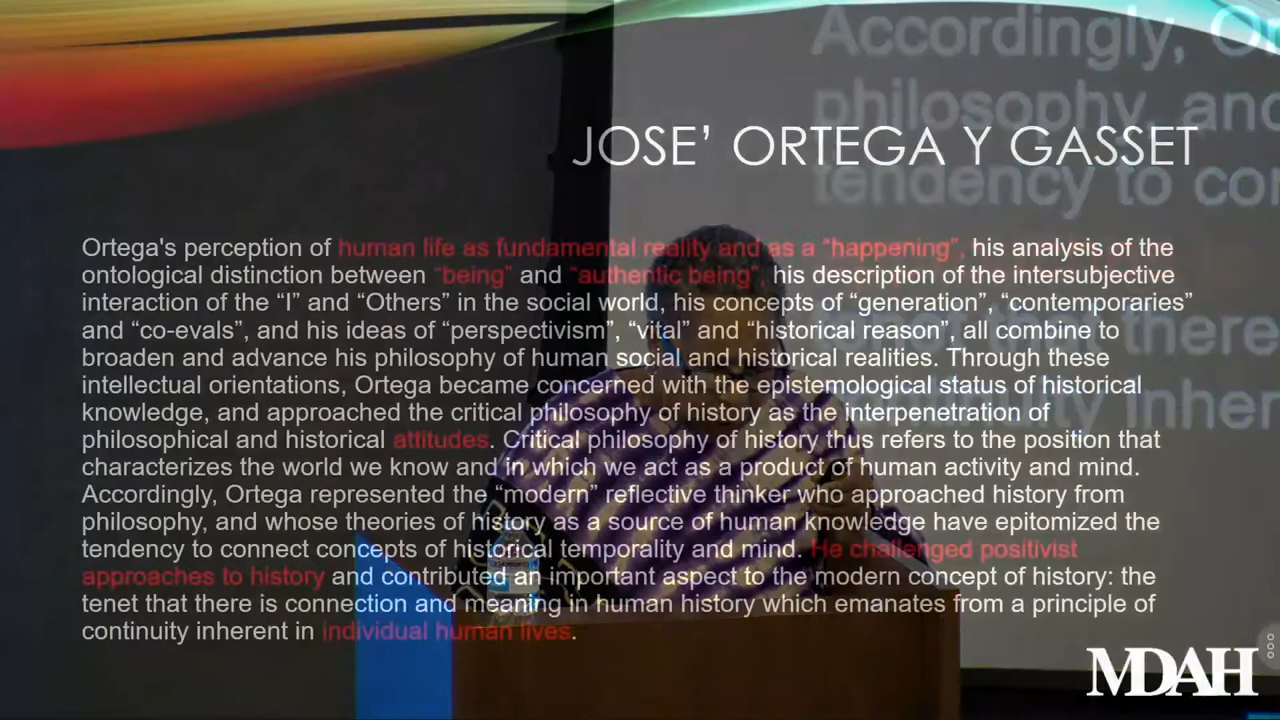 JOSE’ ORTEGA Y GASSET
Ortega's perception of human life as fundamental reality and as a “happening”, his analysis of the
ontological distinction between “being” and “authentic being”, his description of the intersubjective
interaction of the “I” and “Others” in the social world, his concepts of “generation”, “contemporaries”
and “co-evals”, and his ideas of “perspectivism”, “vital” and “historical reason”, all combine to
broaden and advance his philosophy of human social and historical realities. Through these
intellectual orientations, Ortega became concerned with the epistemological status of historical
knowledge, and approached the critical philosophy of history as the interpenetration of
philosophical and historical attitudes. Critical philosophy of history thus refers to the position that
characterizes the world we know and in which we act as a product of human activity and mind.
Accordingly, Ortega represented the “modern” reflective thinker who approached history from
philosophy, and whose theories of history as a source of human knowledge have epitomized the
tendency to connect concepts of historical temporality and mind. He challenged positivist
approaches to history and contributed an important aspect to the modern concept of history: the
tenet that there is connection and meaning in human history which emanates from a principle of
continuity inherent in individual human lives.
Accordingly, Or
philosophy, and
tendency to con
there
inher
MDAH